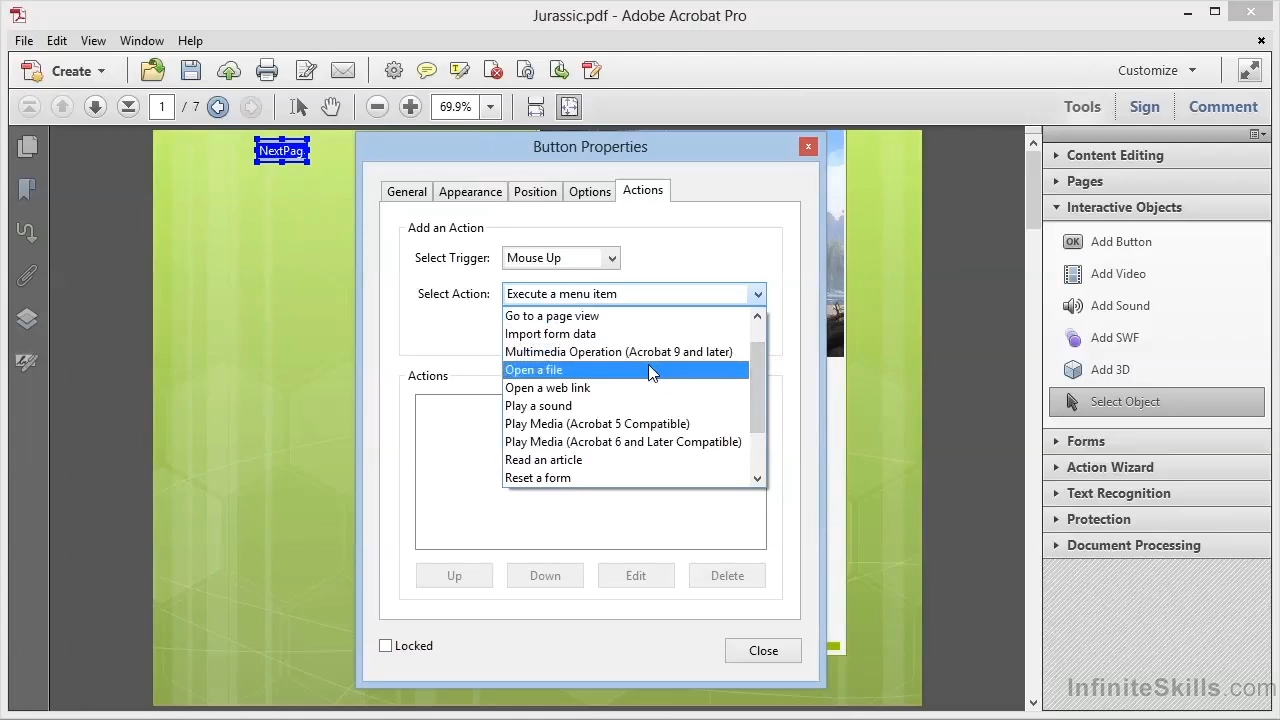 Jurassic.pdf - Adobe Acrobat Pro
File Edit View Window Help
Create
Customize
1 / 7
69.9%
Tools Sign Comment
NextPag
Button Properties
General Appearance Position Options Actions
Add an Action
Select Trigger: Mouse Up
Select Action: Execute a menu item
Go to a page view
Import form data
Multimedia Operation (Acrobat 9 and later)
Open a file
Open a web link
Play a sound
Play Media (Acrobat 5 Compatible)
Play Media (Acrobat 6 and Later Compatible)
Read an article
Reset a form
Actions
Up Down Edit Delete
Locked
Close
Content Editing
Pages
Interactive Objects
OK Add Button
Add Video
Add Sound
Add SWF
Add 3D
Select Object
Forms
Action Wizard
Text Recognition
Protection
Document Processing
InfiniteSkills.com